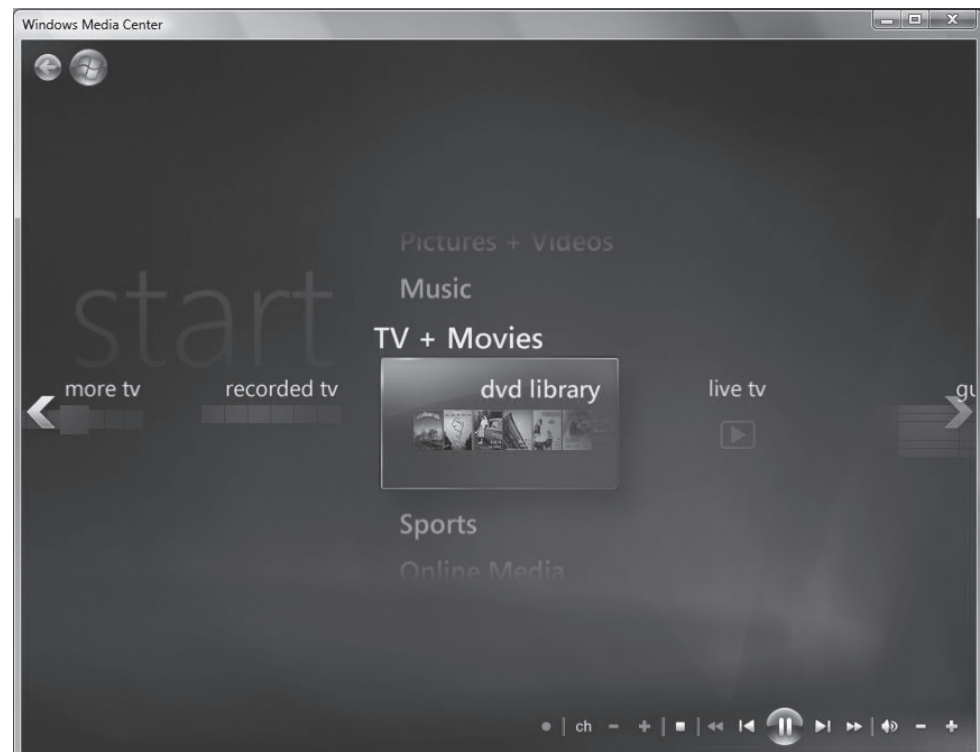 Windows Media Center
start
Pictures + Videos
Music
TV + Movies
more tv
recorded tv
dvd library
live tv
gu
Sports
Online Media
ch